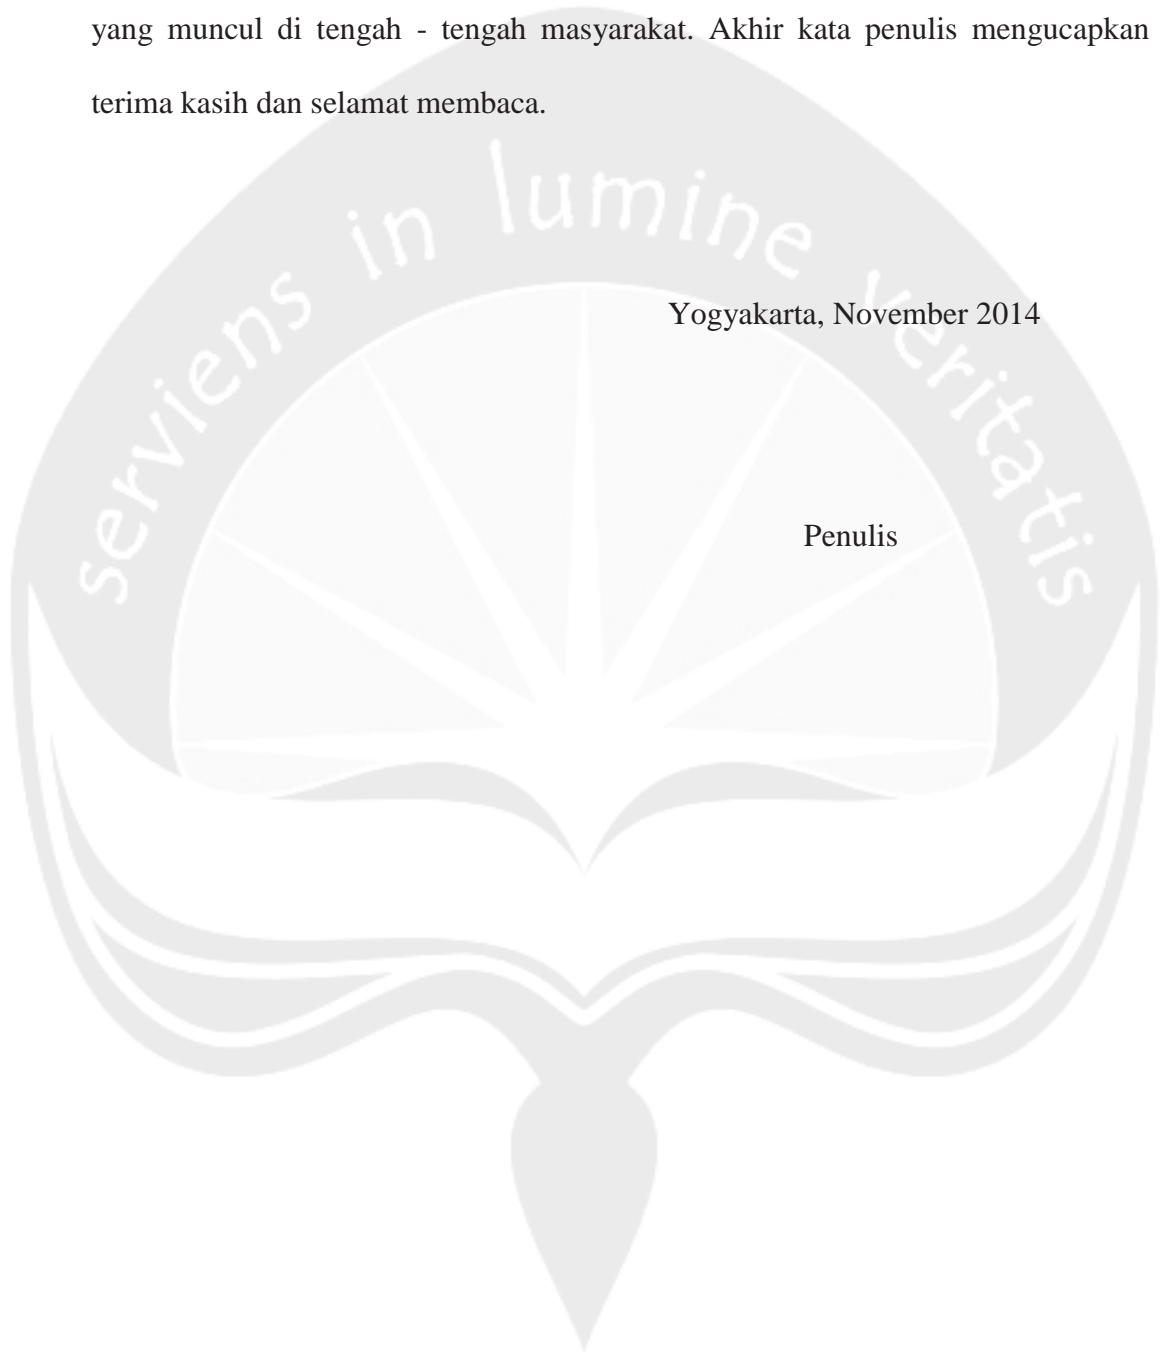 yang muncul di tengah - tengah masyarakat. Akhir kata penulis mengucapkan
terima kasih dan selamat membaca.
serviens in lumine veritatis
Yogyakarta, November 2014
Penulis